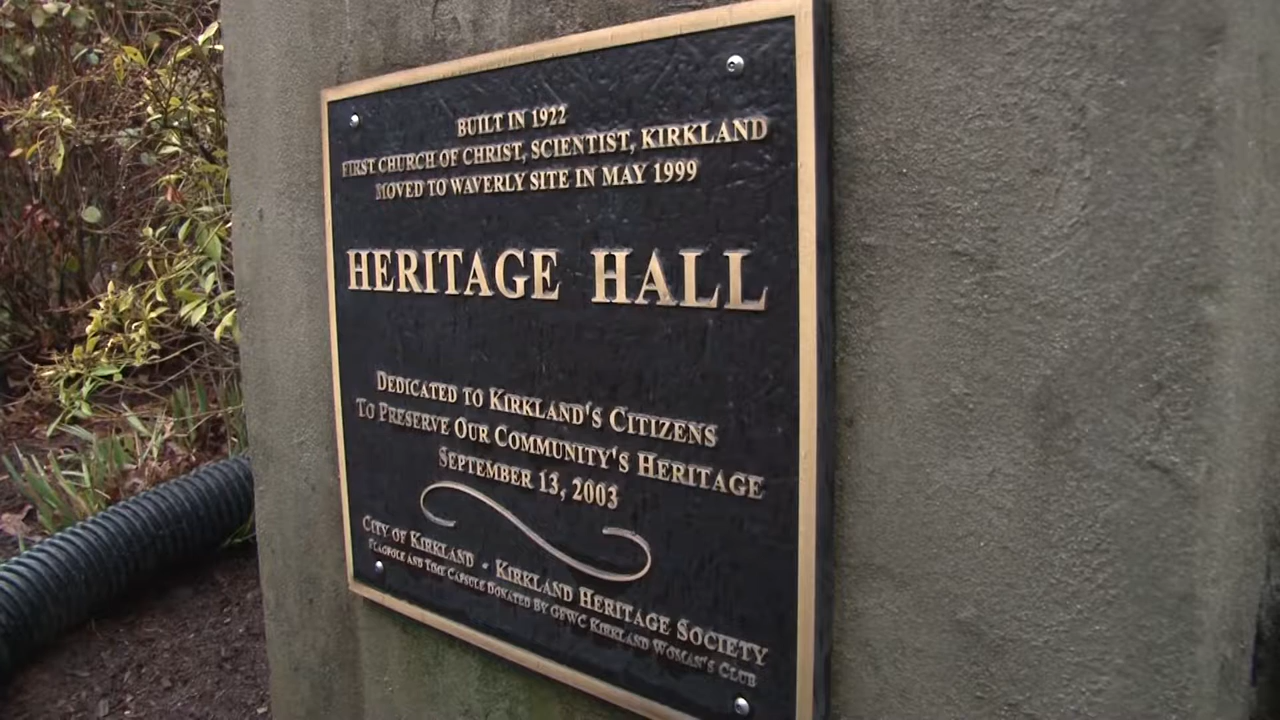 BUILT IN 1922
FIRST CHURCH OF CHRIST, SCIENTIST, KIRKLAND
MOVED TO WAVERLY SITE IN MAY 1999
HERITAGE HALL
DEDICATED TO KIRKLAND'S CITIZENS
TO PRESERVE OUR COMMUNITY'S HERITAGE
SEPTEMBER 13, 2003
CITY OF KIRKLAND - KIRKLAND HERITAGE SOCIETY
FLAGPOLE AND TIME CAPSULE DONATED BY GFWC KIRKLAND WOMAN'S CLUB